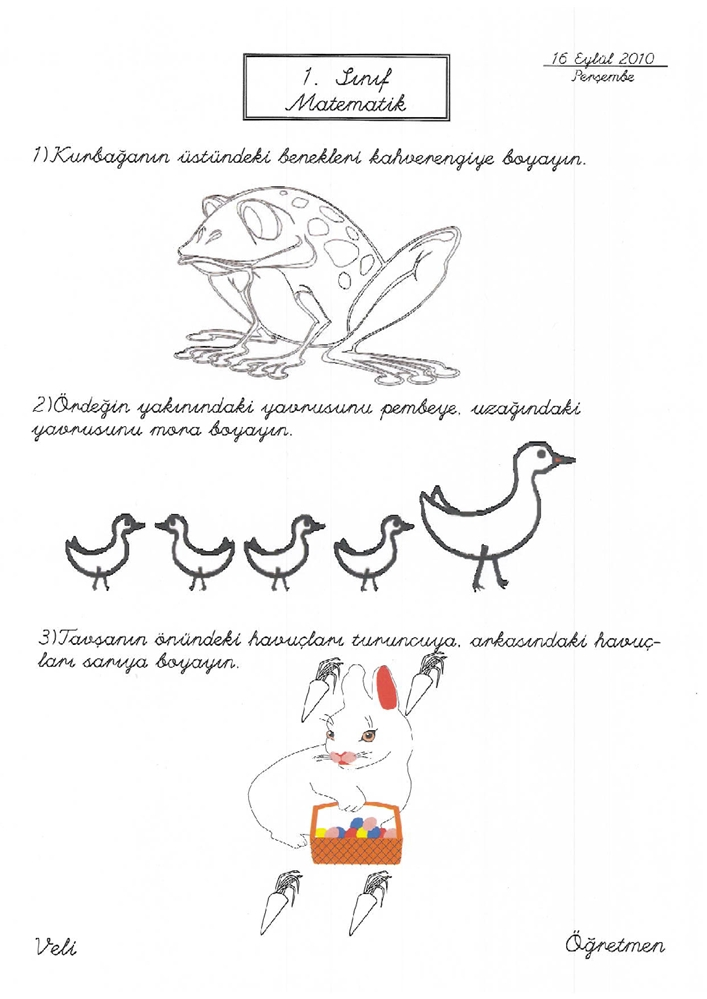 16 Eylül 2010
Perşembe
1. Sınıf
Matematik
1)Kurbağanın üstündeki benekleri kahverengiye boyayın.
2)Ördeğin yakınındaki yavrusunu pembeye, uzağındaki
yavrusunu mora boyayın.
3)Tavşanın önündeki havuçları turuncuya, arkasındaki havuç-
ları sarıya boyayın.
Veli
Öğretmen